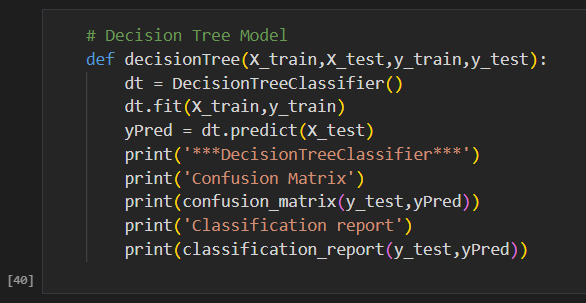 # Decision Tree Model
def decisionTree(X_train,X_test,y_train,y_test):
    dt = DecisionTreeClassifier()
    dt.fit(X_train,y_train)
    yPred = dt.predict(X_test)
    print('***DecisionTreeClassifier***')
    print('Confusion Matrix')
    print(confusion_matrix(y_test,yPred))
    print('Classification report')
    print(classification_report(y_test,yPred))
[40]